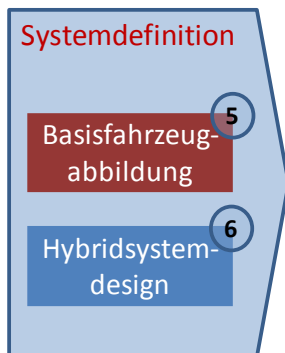 Systemdefinition
5
Basisfahrzeug-
abbildung
6
Hybridsystem-
design